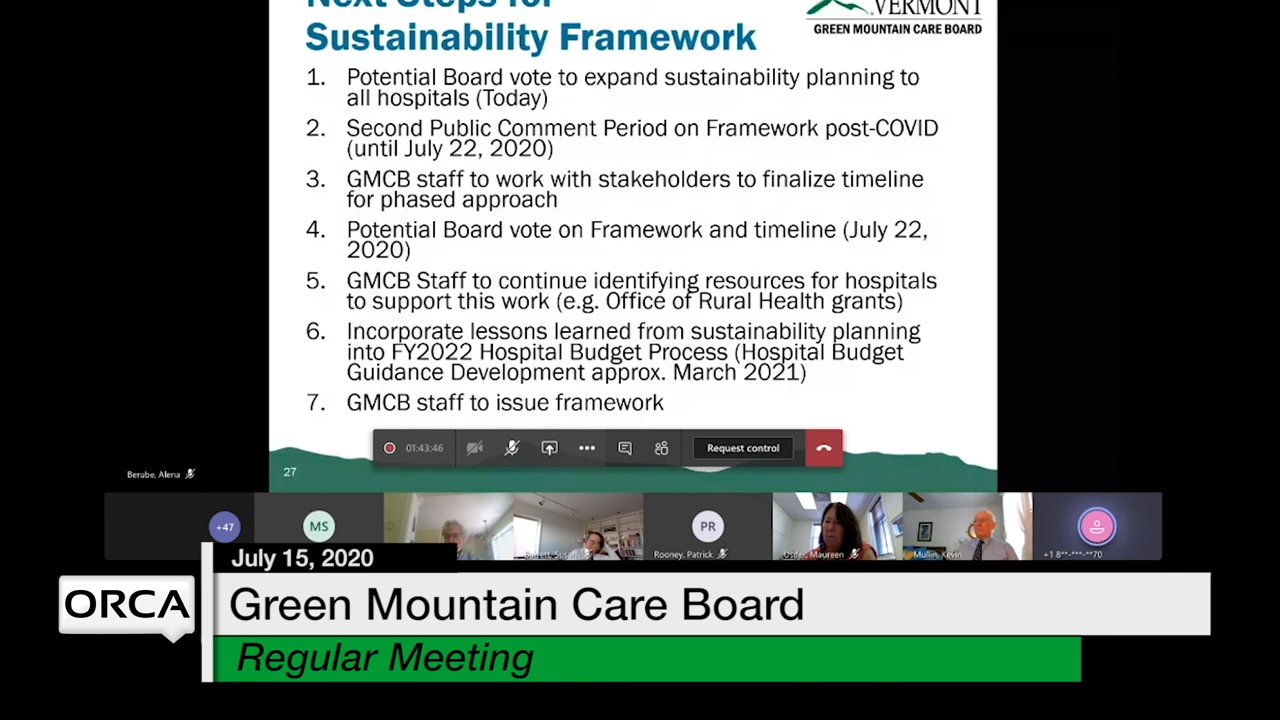 Next Steps for
Sustainability Framework
VERMONT
GREEN MOUNTAIN CARE BOARD
1. Potential Board vote to expand sustainability planning to
all hospitals (Today)
2. Second Public Comment Period on Framework post-COVID
(until July 22, 2020)
3. GMCB staff to work with stakeholders to finalize timeline
for phased approach
4. Potential Board vote on Framework and timeline (July 22,
2020)
5. GMCB Staff to continue identifying resources for hospitals
to support this work (e.g. Office of Rural Health grants)
6. Incorporate lessons learned from sustainability planning
into FY2022 Hospital Budget Process (Hospital Budget
Guidance Development approx. March 2021)
7. GMCB staff to issue framework
01:43:46
Request control
27
Berube, Alena
+47
MS
PR
Rooney, Patrick
Usifer, Maureen
Mullin, Kevin
+1 8**-***-**70
July 15, 2020
ORCA
Green Mountain Care Board
Regular Meeting